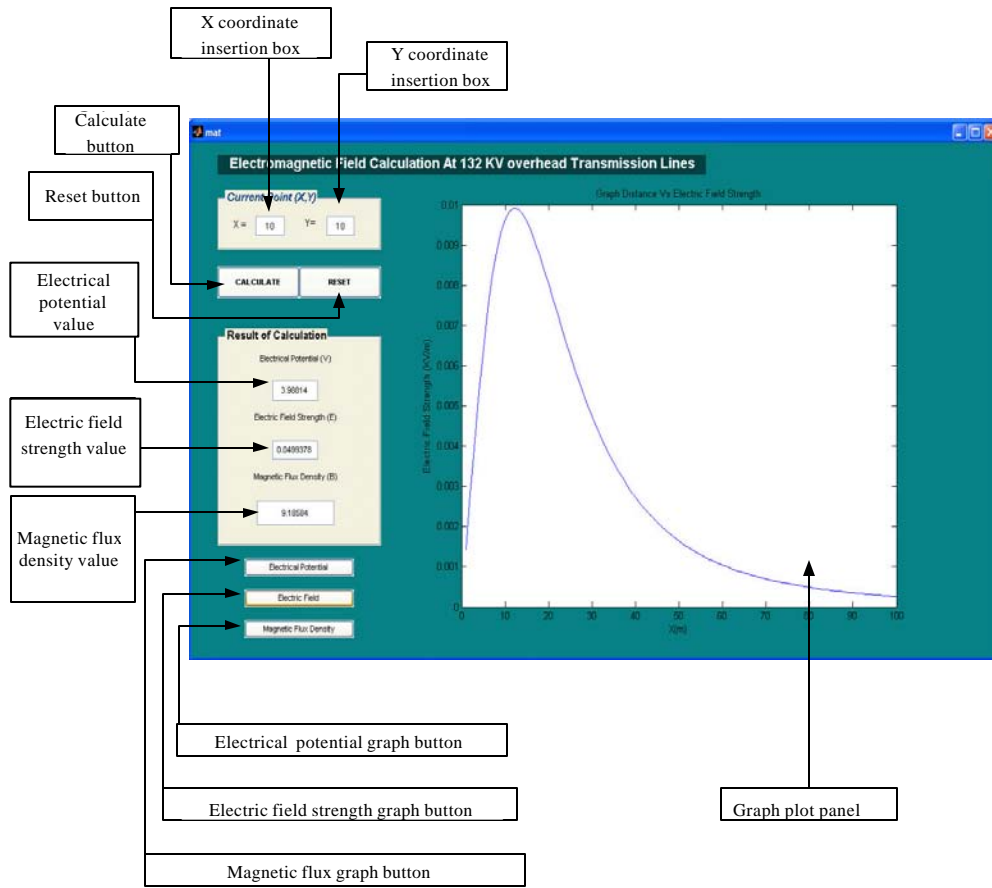 X coordinate
insertion box
Y coordinate
insertion box
Calculate
button
Reset button
Electrical
potential
value
Electric field
strength value
Magnetic flux
density value
mat
Electromagnetic Field Calculation At 132 KV overhead Transmission Lines
Current Point (X,Y)
X = 10 Y= 10
CALCULATE RESET
Result of Calculation
Electrical Potential (V)
3.98814
Electric Field Strength (E)
0.0499378
Magnetic Flux Density (B)
9.18584
Electrical Potential
Electric Field
Magnetic Flux Density
Graph Distance Vs Electric Field Strength
Electric Field Strength (KV/m)
0.01
0.009
0.008
0.007
0.006
0.005
0.004
0.003
0.002
0.001
0
0 10 20 30 40 50 60 70 80 90 100
X(m)
Electrical potential graph button
Electric field strength graph button
Graph plot panel
Magnetic flux graph button